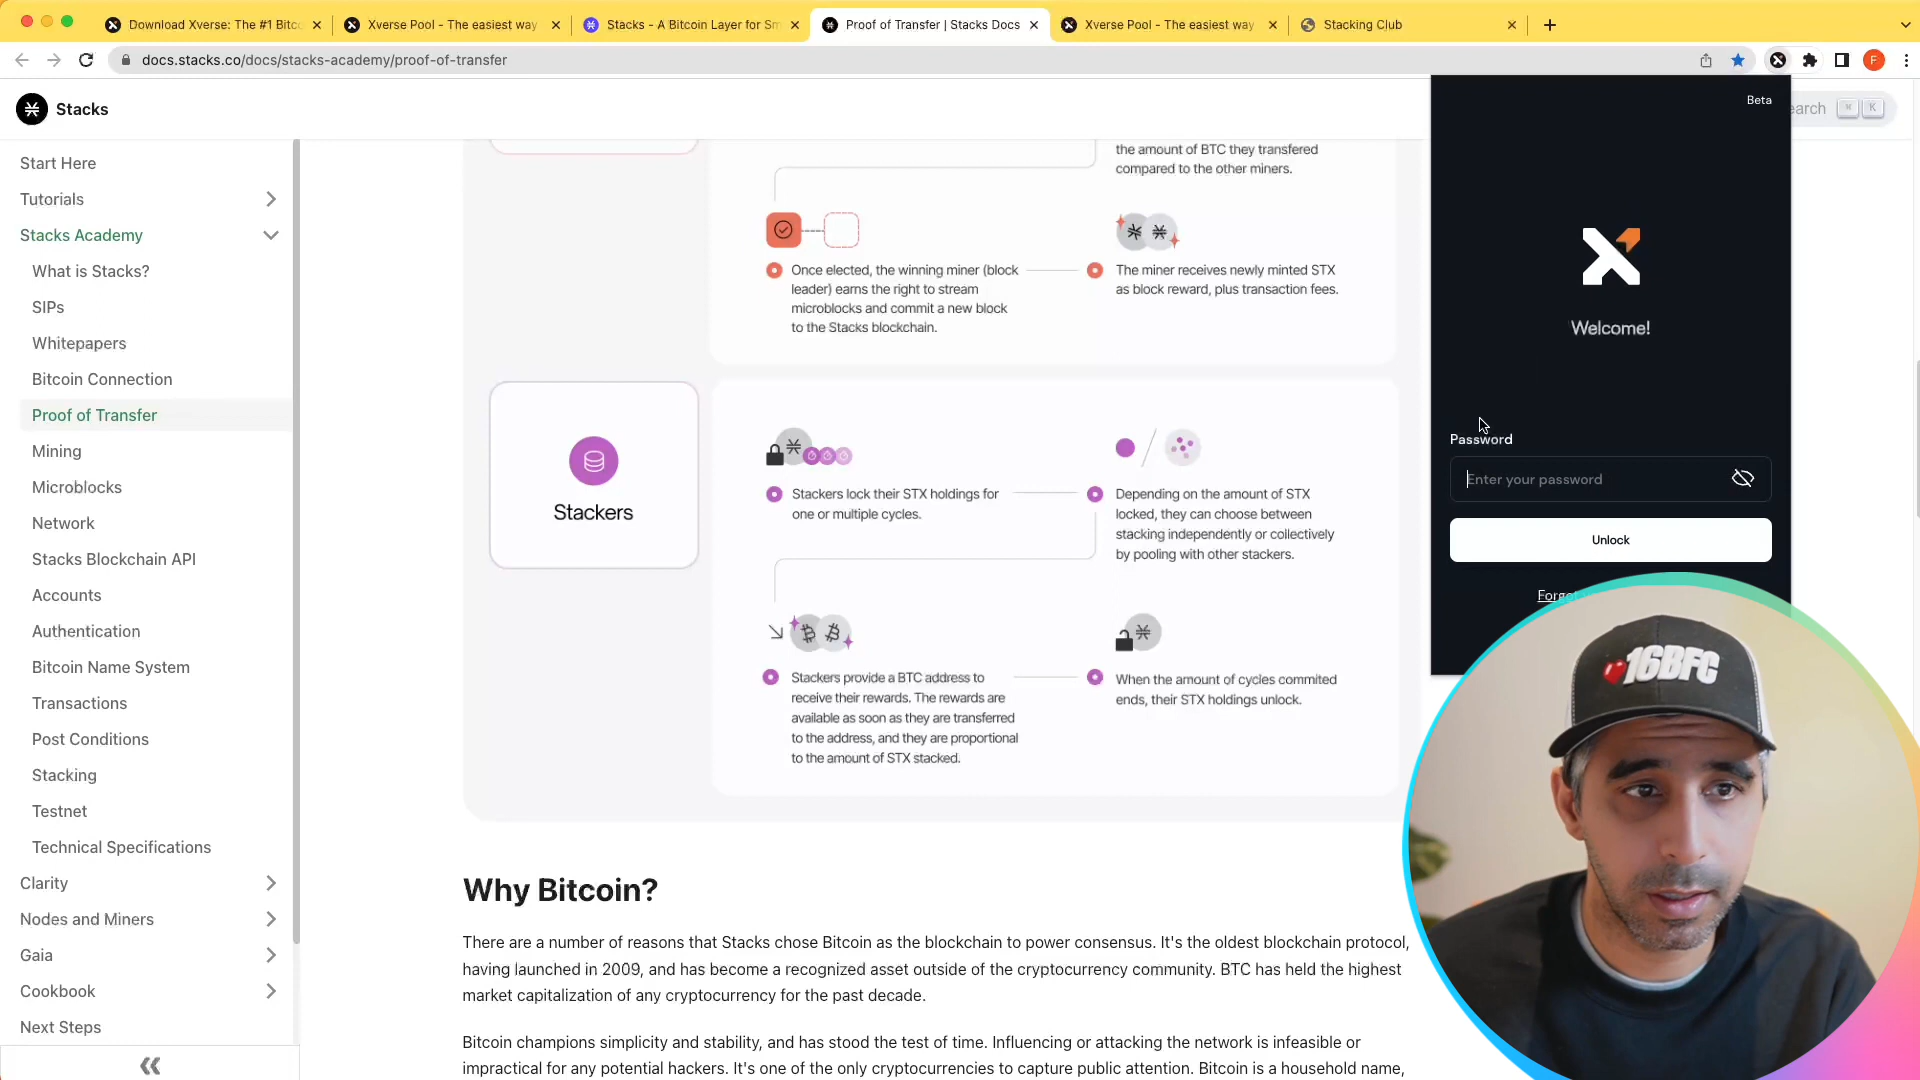 Download Xverse: The #1 Bitco
Xverse Pool - The easiest way
Stacks - A Bitcoin Layer for Sm
Proof of Transfer | Stacks Docs
Xverse Pool - The easiest way
Stacking Club
docs.stacks.co/docs/stacks-academy/proof-of-transfer
F
Stacks
earch
K
Start Here
Tutorials
Stacks Academy
What is Stacks?
SIPs
Whitepapers
Bitcoin Connection
Proof of Transfer
Mining
Microblocks
Network
Stacks Blockchain API
Accounts
Authentication
Bitcoin Name System
Transactions
Post Conditions
Stacking
Testnet
Technical Specifications
Clarity
Nodes and Miners
Gaia
Cookbook
Next Steps
the amount of BTC they transfered
compared to the other miners.
Once elected, the winning miner (block
leader) earns the right to stream
microblocks and commit a new block
to the Stacks blockchain.
The miner receives newly minted STX
as block reward, plus transaction fees.
Stackers
Stackers lock their STX holdings for
one or multiple cycles.
Depending on the amount of STX
locked, they can choose between
stacking independently or collectively
by pooling with other stackers.
Stackers provide a BTC address to
receive their rewards. The rewards are
available as soon as they are transferred
to the address, and they are proportional
to the amount of STX stacked.
When the amount of cycles commited
ends, their STX holdings unlock.
Why Bitcoin?
There are a number of reasons that Stacks chose Bitcoin as the blockchain to power consensus. It's the oldest blockchain protocol,
having launched in 2009, and has become a recognized asset outside of the cryptocurrency community. BTC has held the highest
market capitalization of any cryptocurrency for the past decade.
Bitcoin champions simplicity and stability, and has stood the test of time. Influencing or attacking the network is infeasible or
impractical for any potential hackers. It's one of the only cryptocurrencies to capture public attention. Bitcoin is a household name,
Beta
Welcome!
Password
Enter your password
Unlock
16BFC